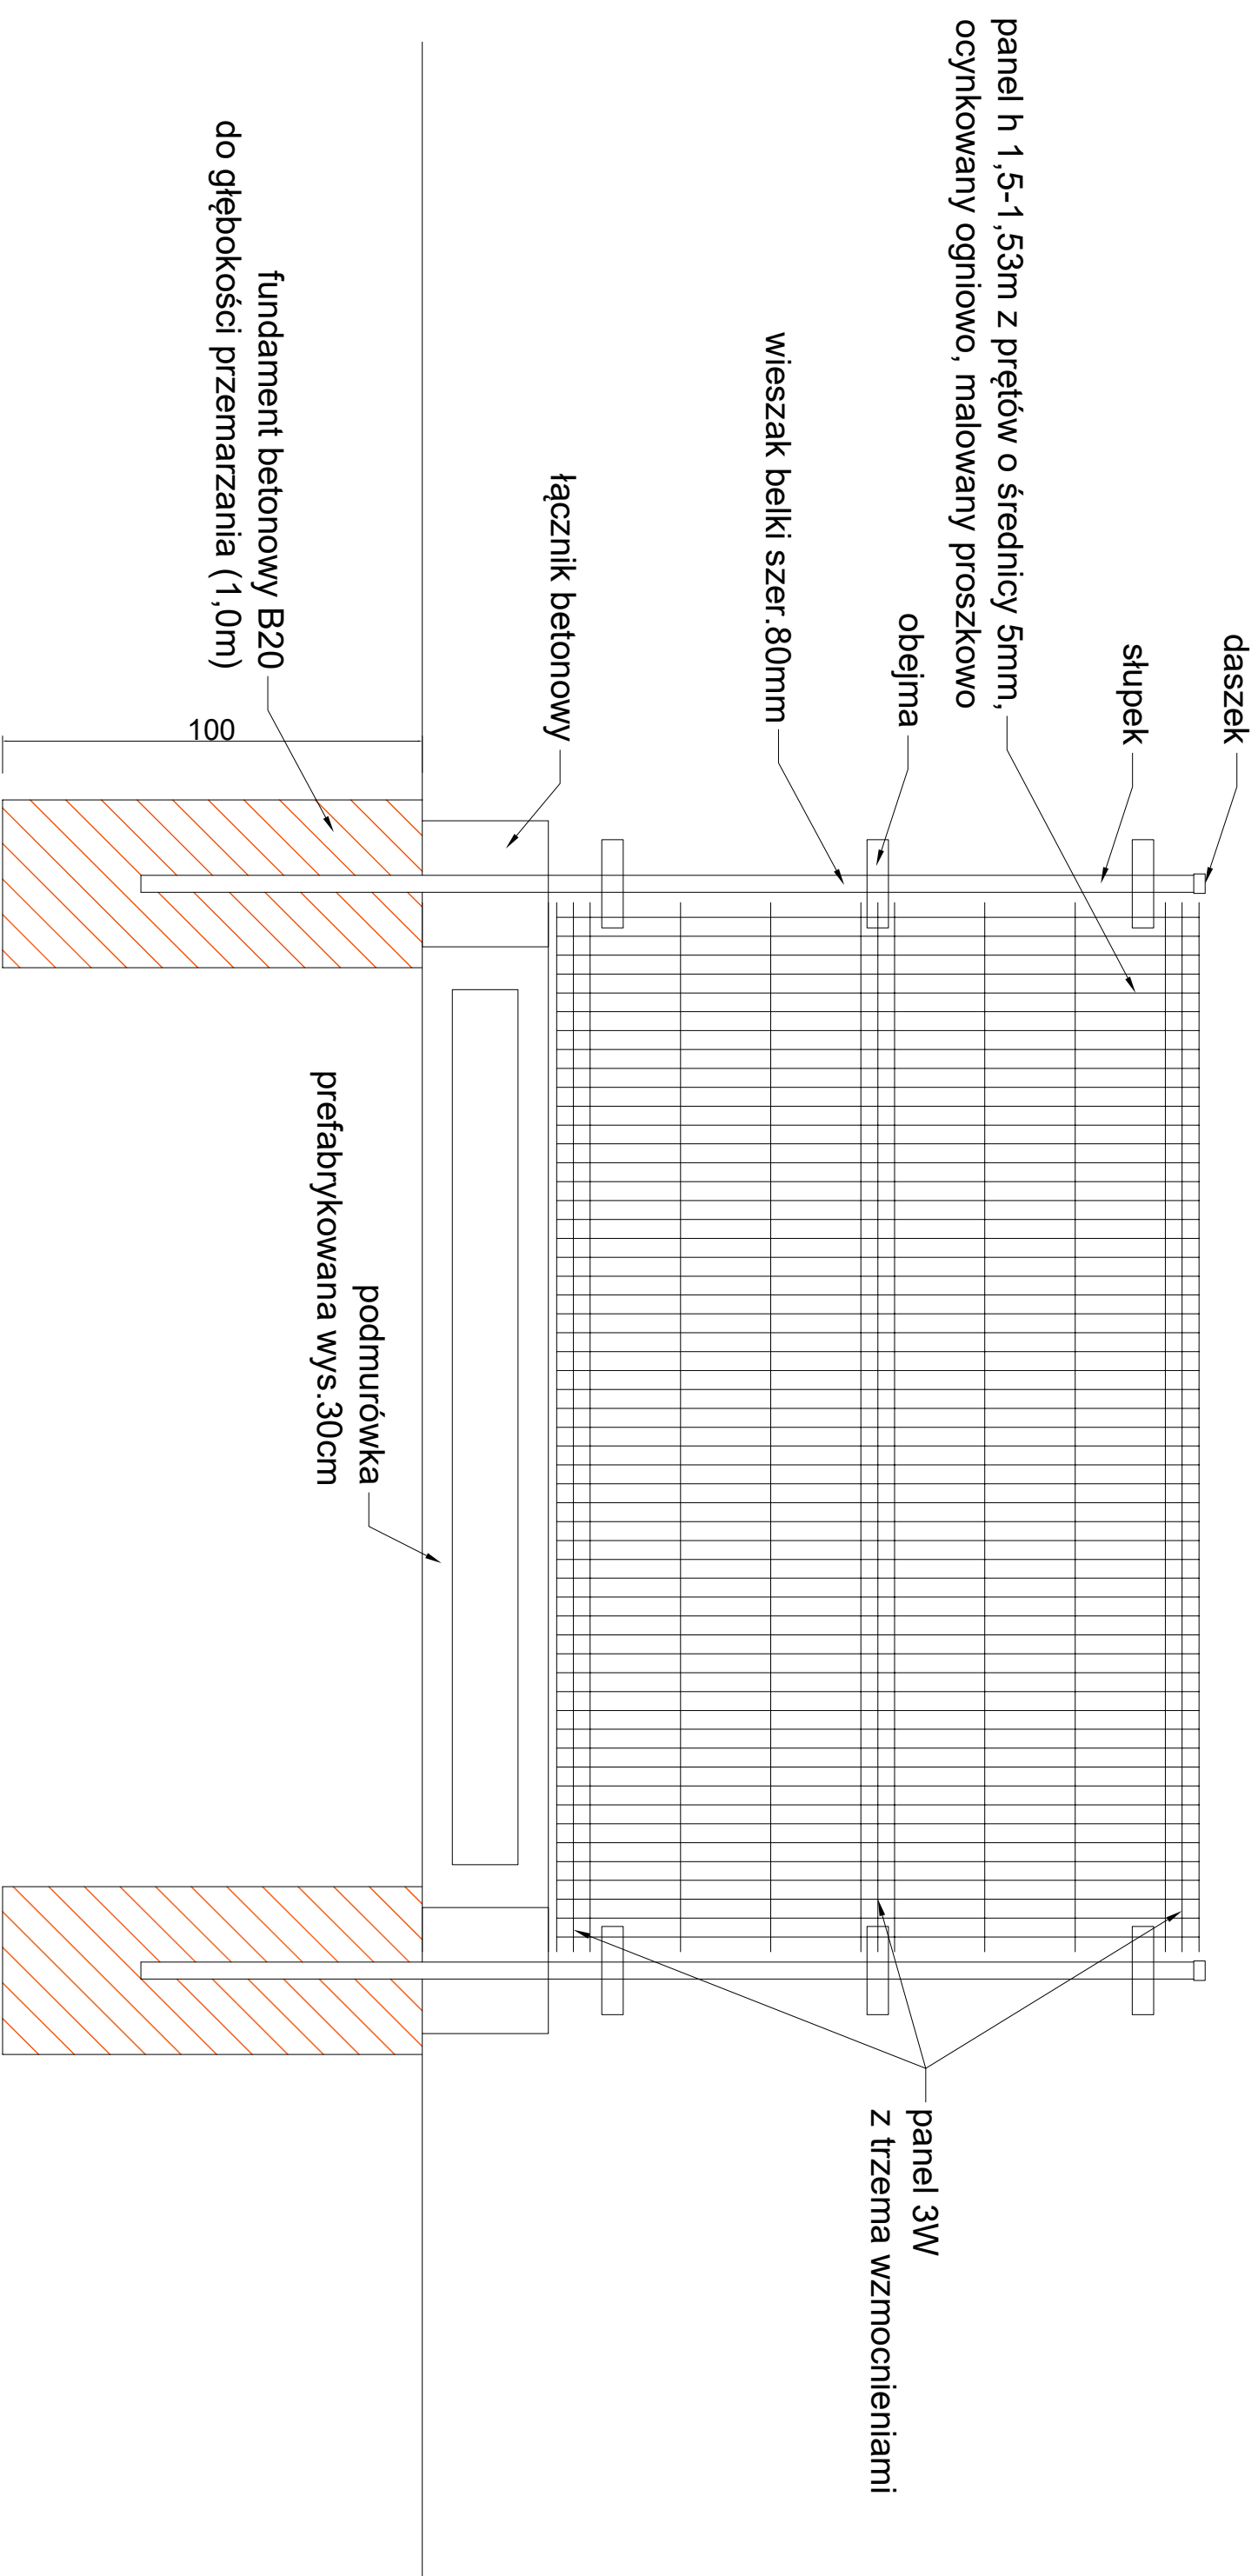 daszek
słupek
panel h 1,5-1,53m z prętów o średnicy 5mm,
ocynkowany ogniowo, malowany proszkowo
obejma
wieszak belki szer.80mm
łącznik betonowy
fundament betonowy B20
do głębokości przemarzania (1,0m)
100
podmurówka
prefabrykowana wys.30cm
panel 3W
z trzema wzmocnieniami